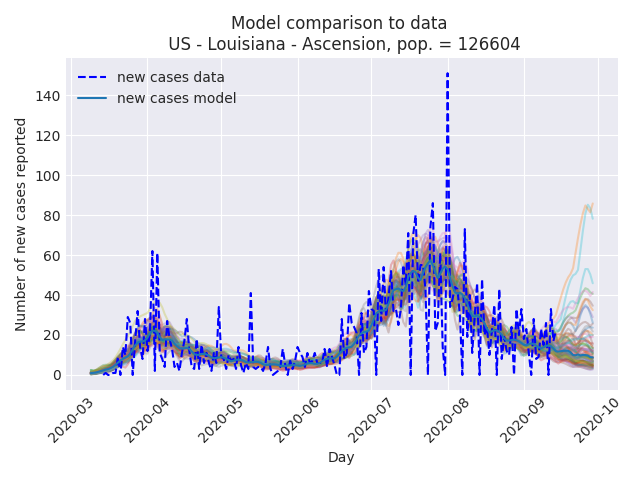 Model comparison to data
US - Louisiana - Ascension, pop. = 126604
new cases data
new cases model
Number of new cases reported
140
120
100
80
60
40
20
0
2020-03
2020-04
2020-05
2020-06
2020-07
2020-08
2020-09
2020-10
Day